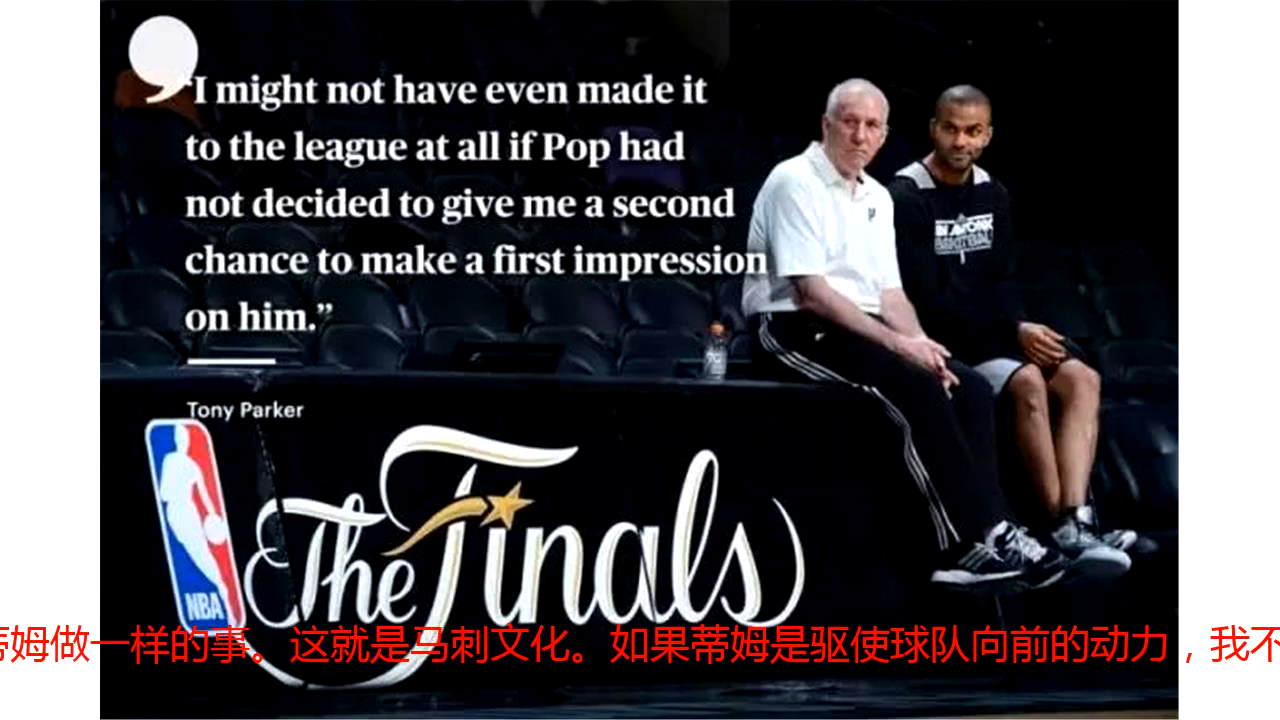 “I might not have even made it
to the league at all if Pop had
not decided to give me a second
chance to make a first impression
on him.”
Tony Parker
The Finals
NBA
蒂姆做一样的事。这就是马刺文化。如果蒂姆是驱使球队向前的动力，我不